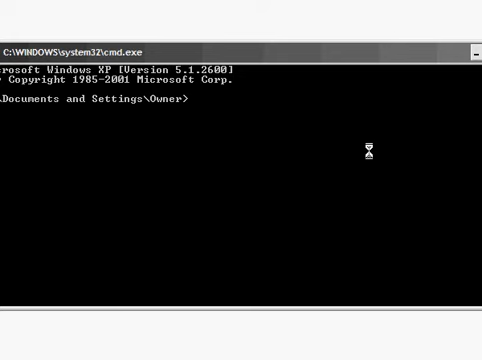 C:\WINDOWS\system32\cmd.exe
crosoft Windows XP [Version 5.1.2600]
Copyright 1985-2001 Microsoft Corp.
\Documents and Settings\Owner>